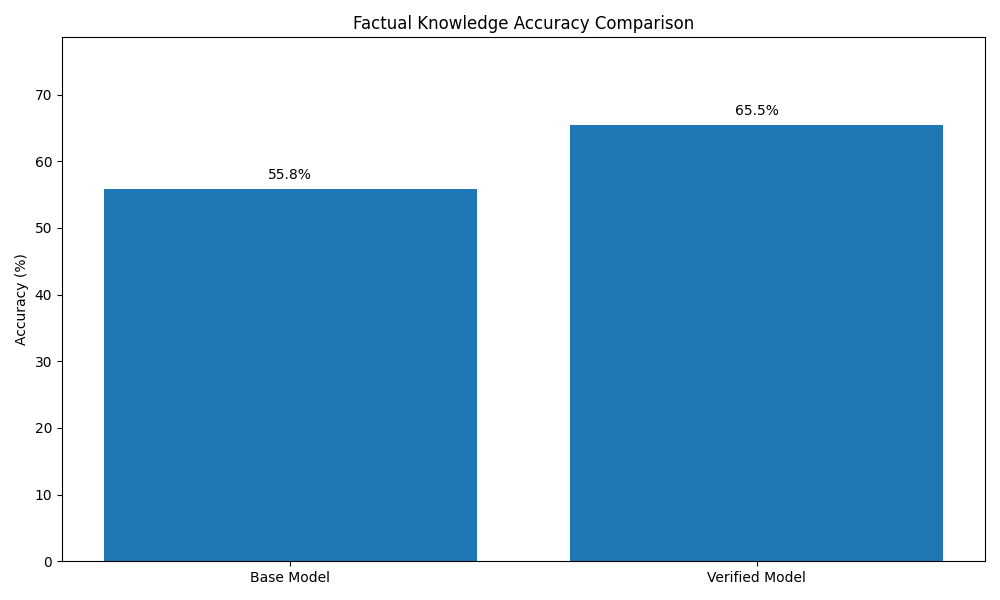 Factual Knowledge Accuracy Comparison
Accuracy (%)
70
60
50
40
30
20
10
0
55.8%
65.5%
Base Model
Verified Model